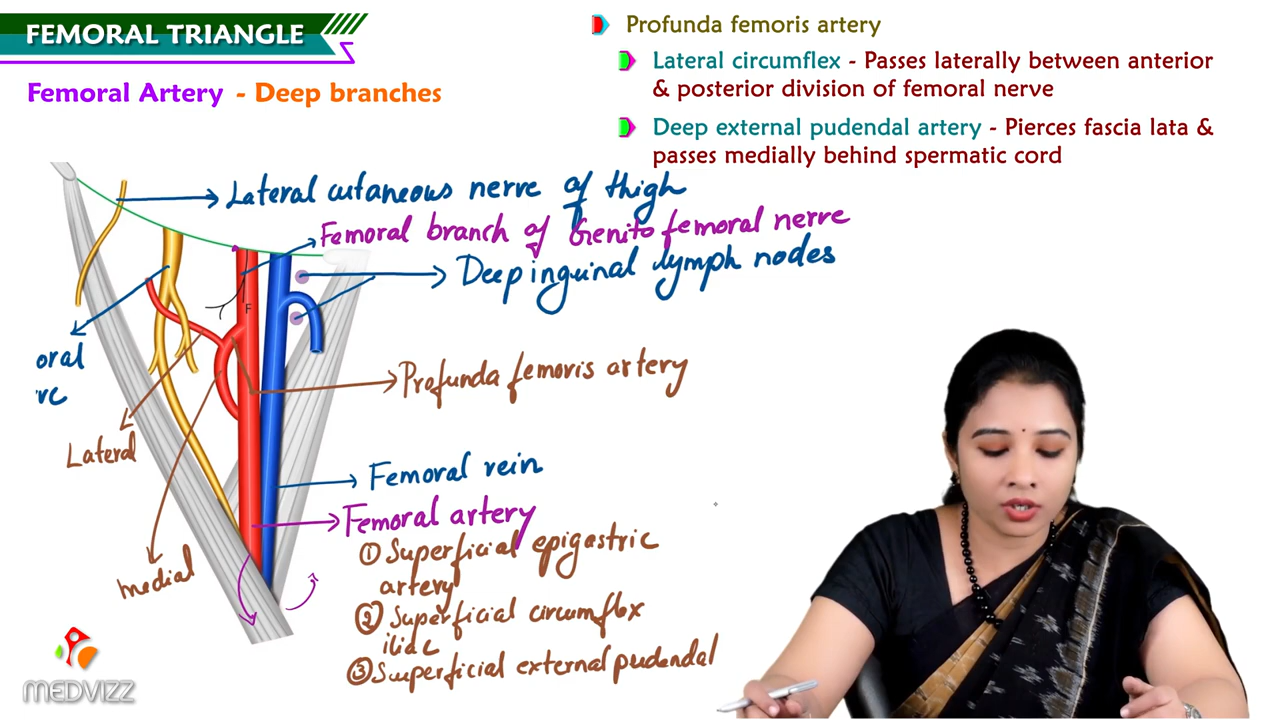 FEMORAL TRIANGLE
Femoral Artery - Deep branches
Profunda femoris artery
Lateral circumflex - Passes laterally between anterior
& posterior division of femoral nerve
Deep external pudendal artery - Pierces fascia lata &
passes medially behind spermatic cord
Lateral cutaneous nerve of thigh
Femoral branch of Genito femoral nerve
Deep inguinal lymph nodes
F
oral
Profunda femoris artery
Lateral
Femoral vein
Femoral artery
① Superficial epigastric
artery
② Superficial circumflex
iliac
③ Superficial external pudendal
medial
MEDVIZZ